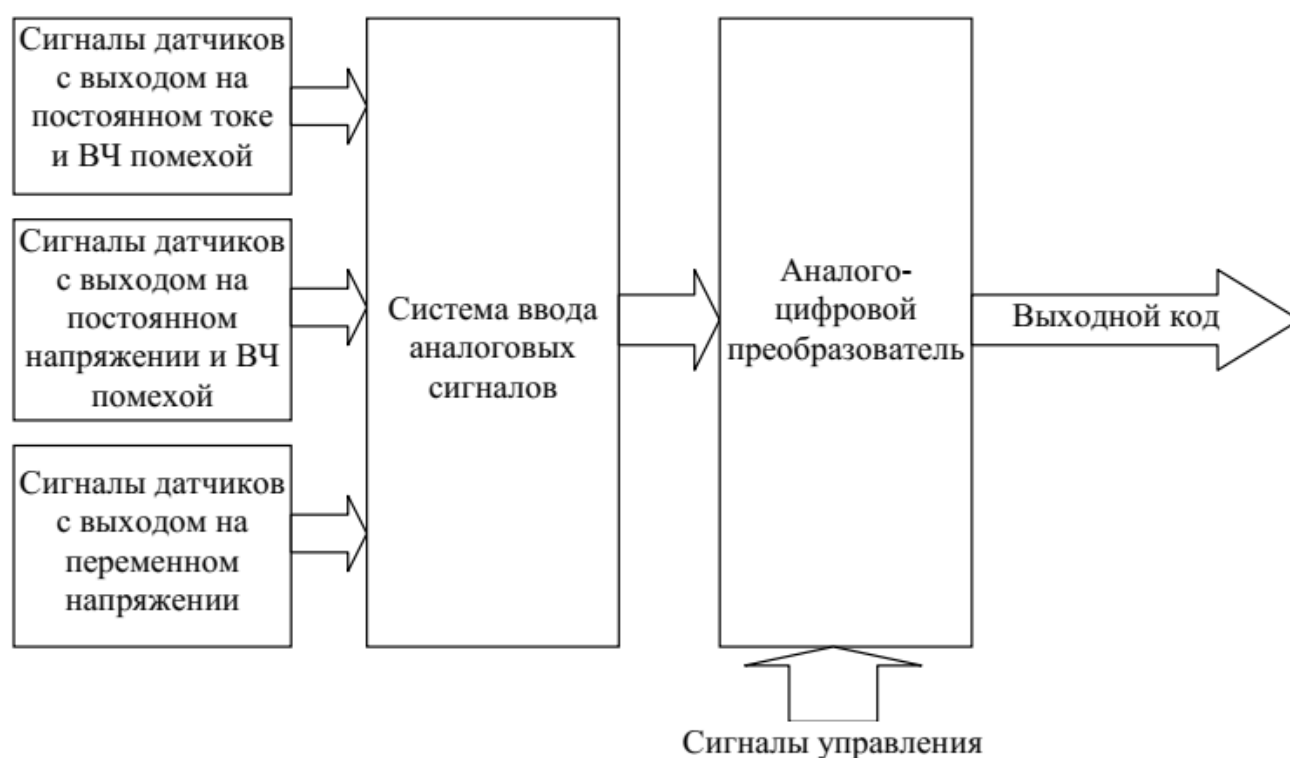 Сигналы датчиков
с выходом на
постоянном токе
и ВЧ помехой
Сигналы датчиков
с выходом на
постоянном
напряжении и ВЧ
помехой
Сигналы датчиков
с выходом на
переменном
напряжении
Система ввода
аналоговых
сигналов
Аналого-
цифровой
преобразователь
Выходной код
Сигналы управления